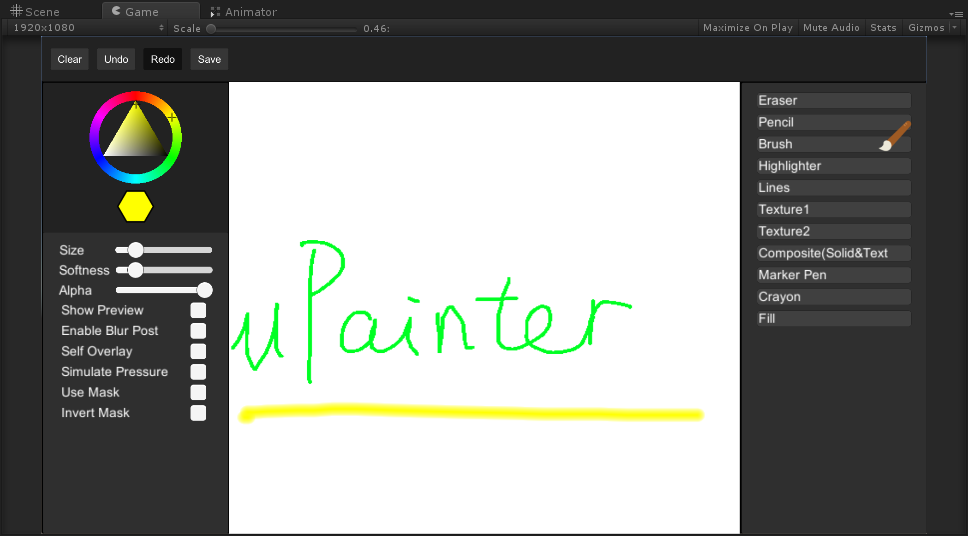 Scene Game Animator
1920x1080 Scale 0.46: Maximize On Play Mute Audio Stats Gizmos
Clear Undo Redo Save
Size
Softness
Alpha
Show Preview
Enable Blur Post
Self Overlay
Simulate Pressure
Use Mask
Invert Mask
uPainter
Eraser
Pencil
Brush
Highlighter
Lines
Texture1
Texture2
Composite(Solid&Text
Marker Pen
Crayon
Fill